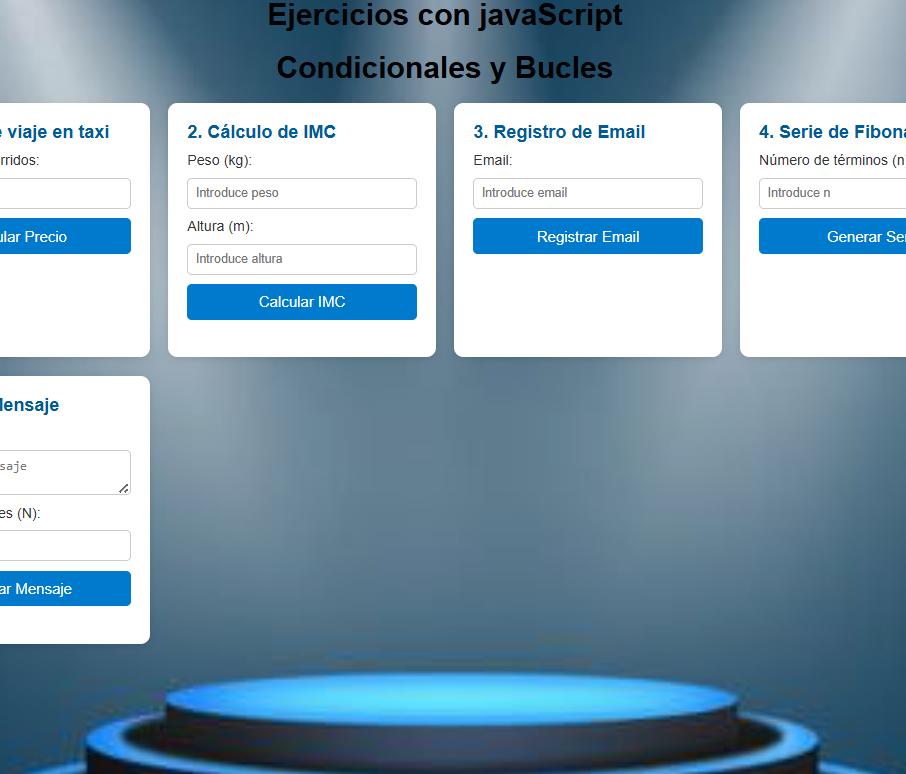 Ejercicios con javaScript
Condicionales y Bucles
viaje en taxi
rridos:
lar Precio
2. Cálculo de IMC
Peso (kg):
Introduce peso
Altura (m):
Introduce altura
Calcular IMC
3. Registro de Email
Email:
Introduce email
Registrar Email
4. Serie de Fibona
Número de términos (n
Introduce n
Generar Se
ensaje
saje
es (N):
ar Mensaje